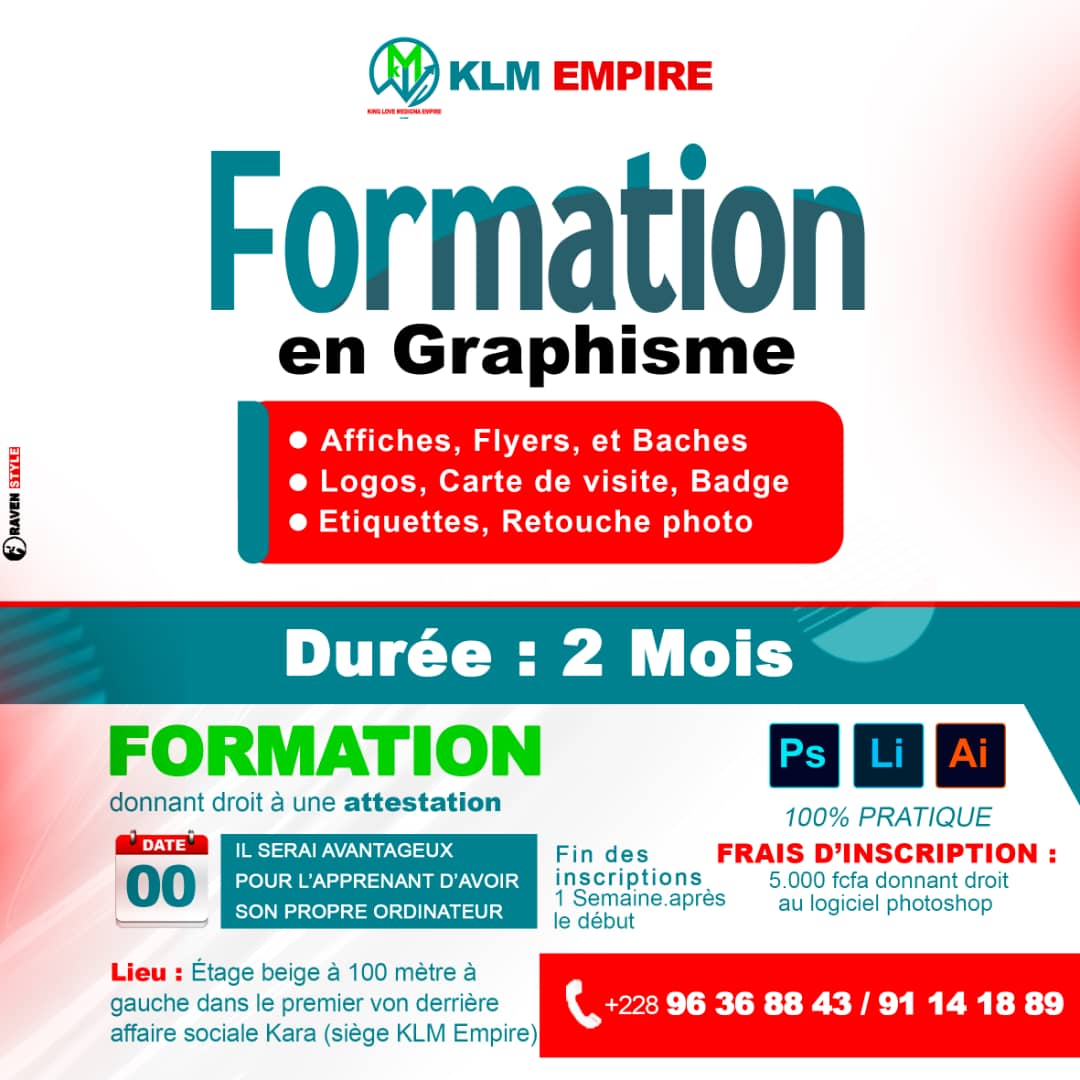 KLM EMPIRE
KING LOVE MEDIGNA EMPIRE
Formation
en Graphisme
• Affiches, Flyers, et Baches
• Logos, Carte de visite, Badge
• Etiquettes, Retouche photo
RAVEN STYLE
Durée : 2 Mois
FORMATION
donnant droit à une attestation
Ps Li Ai
100% PRATIQUE
DATE
00
IL SERAI AVANTAGEUX
POUR L'APPRENANT D'AVOIR
SON PROPRE ORDINATEUR
Fin des
inscriptions
1 Semaine.après
le début
FRAIS D'INSCRIPTION :
5.000 fcfa donnant droit
au logiciel photoshop
Lieu : Étage beige à 100 mètre à
gauche dans le premier von derrière
affaire sociale Kara (siège KLM Empire)
+228 96 36 88 43 / 91 14 18 89